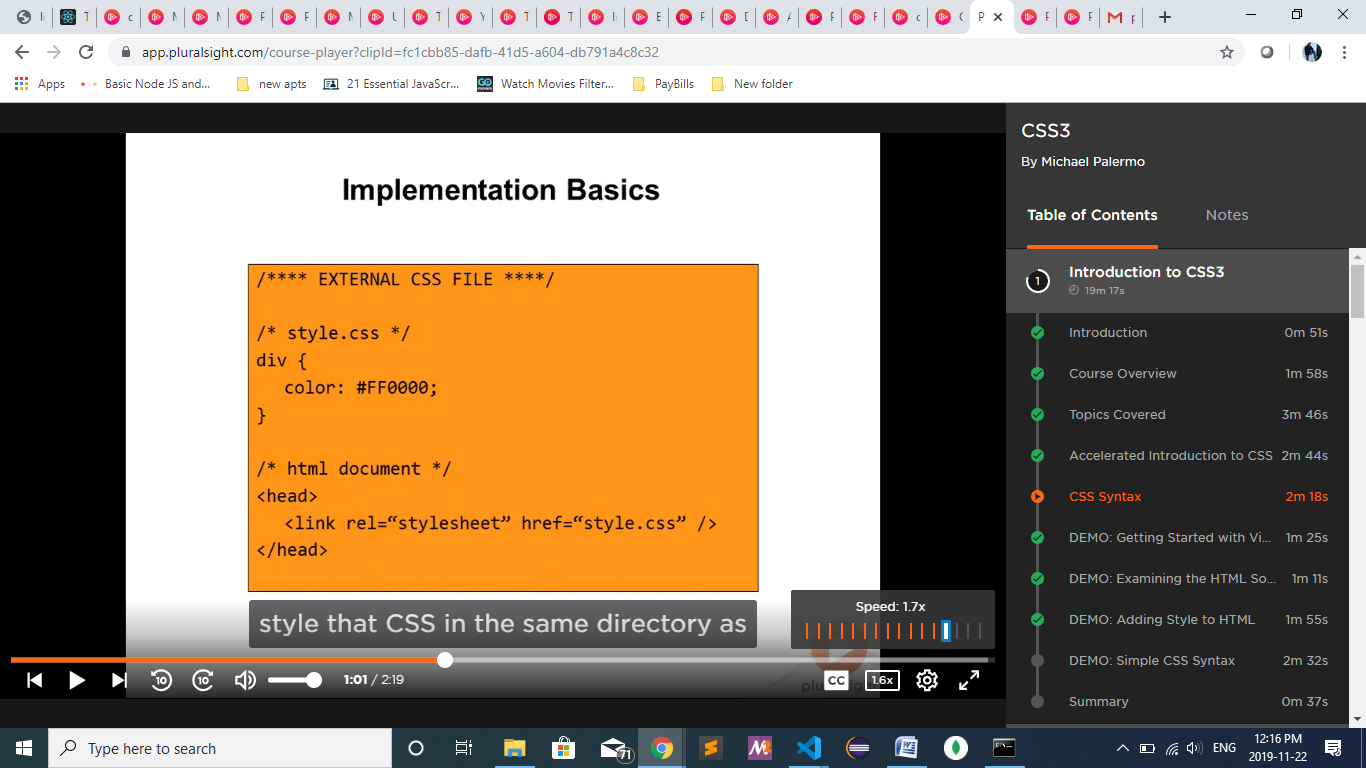 app.pluralsight.com/course-player?clipId=fc1cbb85-dafb-41d5-a604-db791a4c8c32
Apps
Basic Node JS and...
new apts
21 Essential JavaScr...
Watch Movies Filter...
PayBills
New folder
Implementation Basics
/**** EXTERNAL CSS FILE ****/
/* style.css */
div {
color: #FF0000;
}
/* html document */
<head>
<link rel=“stylesheet” href=“style.css” />
</head>
style that CSS in the same directory as
Speed: 1.7x
1:01 / 2:19
CC
1.6x
CSS3
By Michael Palermo
Table of Contents
Notes
1
Introduction to CSS3
19m 17s
Introduction 0m 51s
Course Overview 1m 58s
Topics Covered 3m 46s
Accelerated Introduction to CSS 2m 44s
CSS Syntax 2m 18s
DEMO: Getting Started with Vi... 1m 25s
DEMO: Examining the HTML So... 1m 11s
DEMO: Adding Style to HTML 1m 55s
DEMO: Simple CSS Syntax 2m 32s
Summary 0m 37s
Type here to search
71
ENG
12:16 PM
2019-11-22